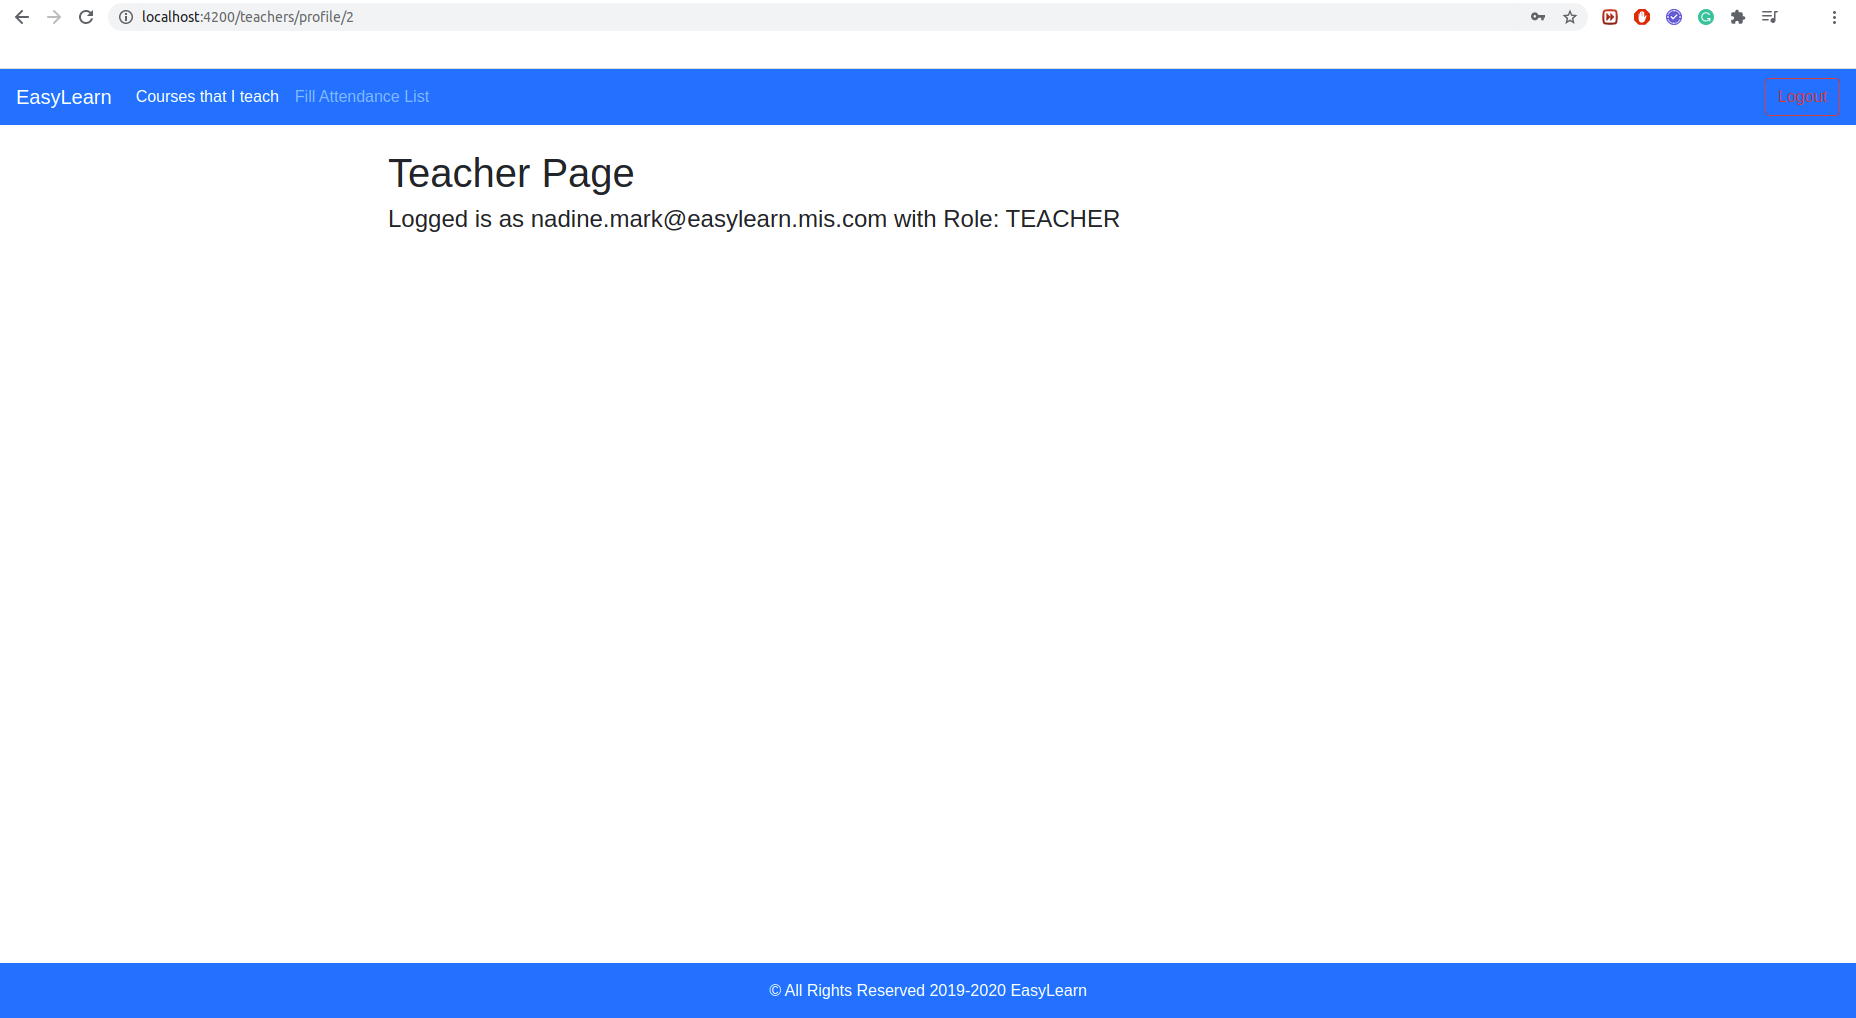 localhost:4200/teachers/profile/2
EasyLearn Courses that I teach Fill Attendance List Logout
Teacher Page
Logged is as nadine.mark@easylearn.mis.com with Role: TEACHER
© All Rights Reserved 2019-2020 EasyLearn